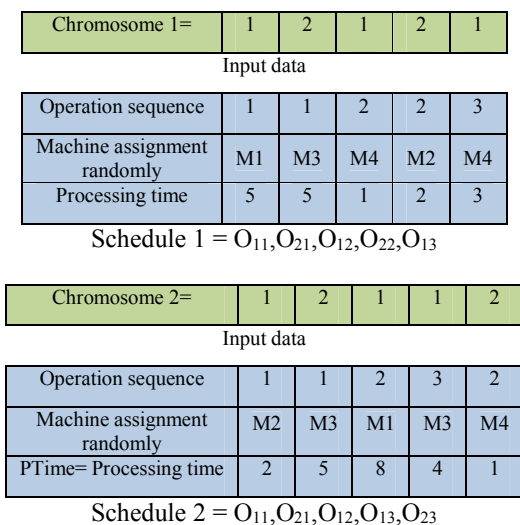 Chromosome 1= 1 2 1 2 1
Input data
Operation sequence 1 1 2 2 3
Machine assignment randomly M1 M3 M4 M2 M4
Processing time 5 5 1 2 3
Schedule 1 = O11,O21,O12,O22,O13
Chromosome 2= 1 2 1 1 2
Input data
Operation sequence 1 1 2 3 2
Machine assignment randomly M2 M3 M1 M3 M4
PTime= Processing time 2 5 8 4 1
Schedule 2 = O11,O21,O12,O13,O23